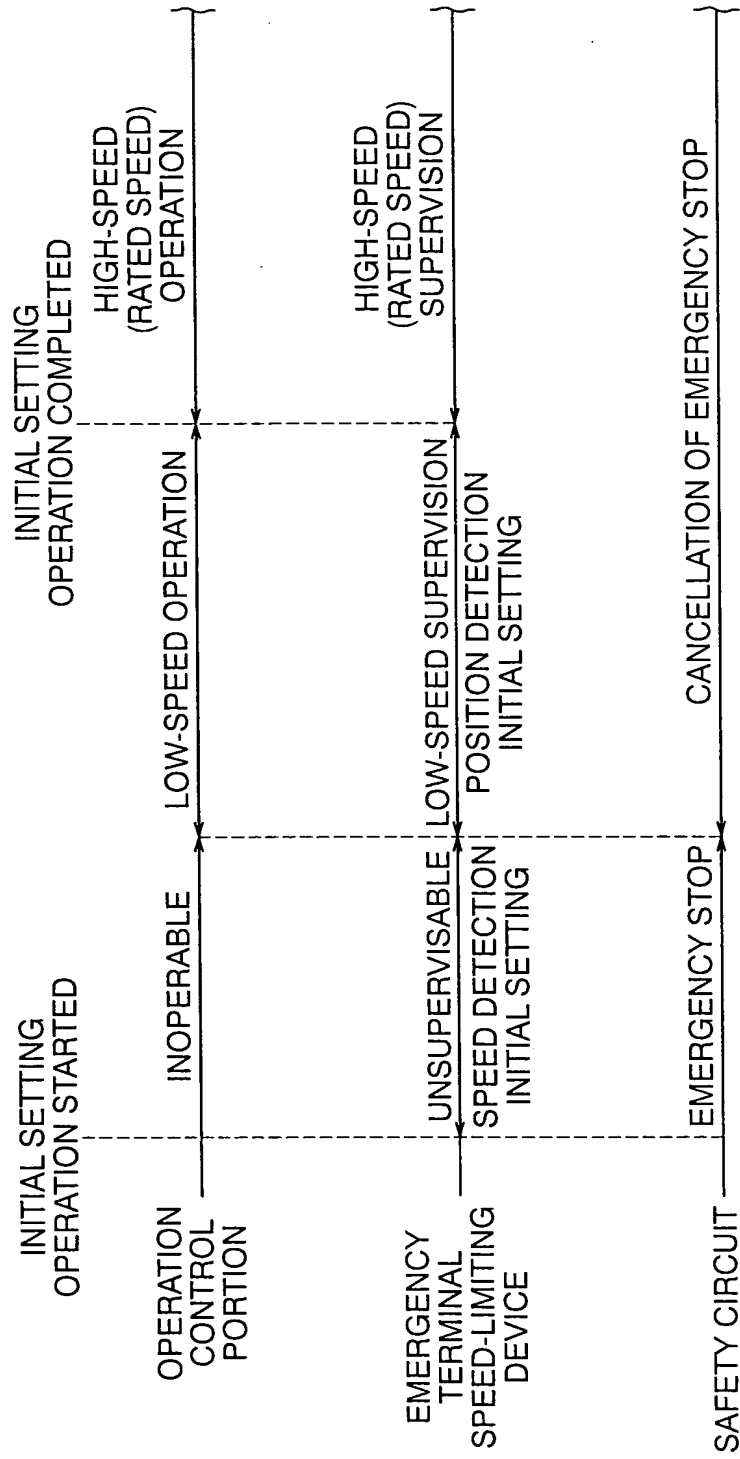 INITIAL SETTING
OPERATION STARTED
INITIAL SETTING
OPERATION COMPLETED
OPERATION
CONTROL
PORTION
INOPERABLE
LOW-SPEED OPERATION
HIGH-SPEED
(RATED SPEED)
OPERATION
EMERGENCY
TERMINAL
SPEED-LIMITING
DEVICE
UNSUPERVISABLE
SPEED DETECTION
INITIAL SETTING
LOW-SPEED SUPERVISION
POSITION DETECTION
INITIAL SETTING
HIGH-SPEED
(RATED SPEED)
SUPERVISION
SAFETY CIRCUIT
EMERGENCY STOP
CANCELLATION OF EMERGENCY STOP